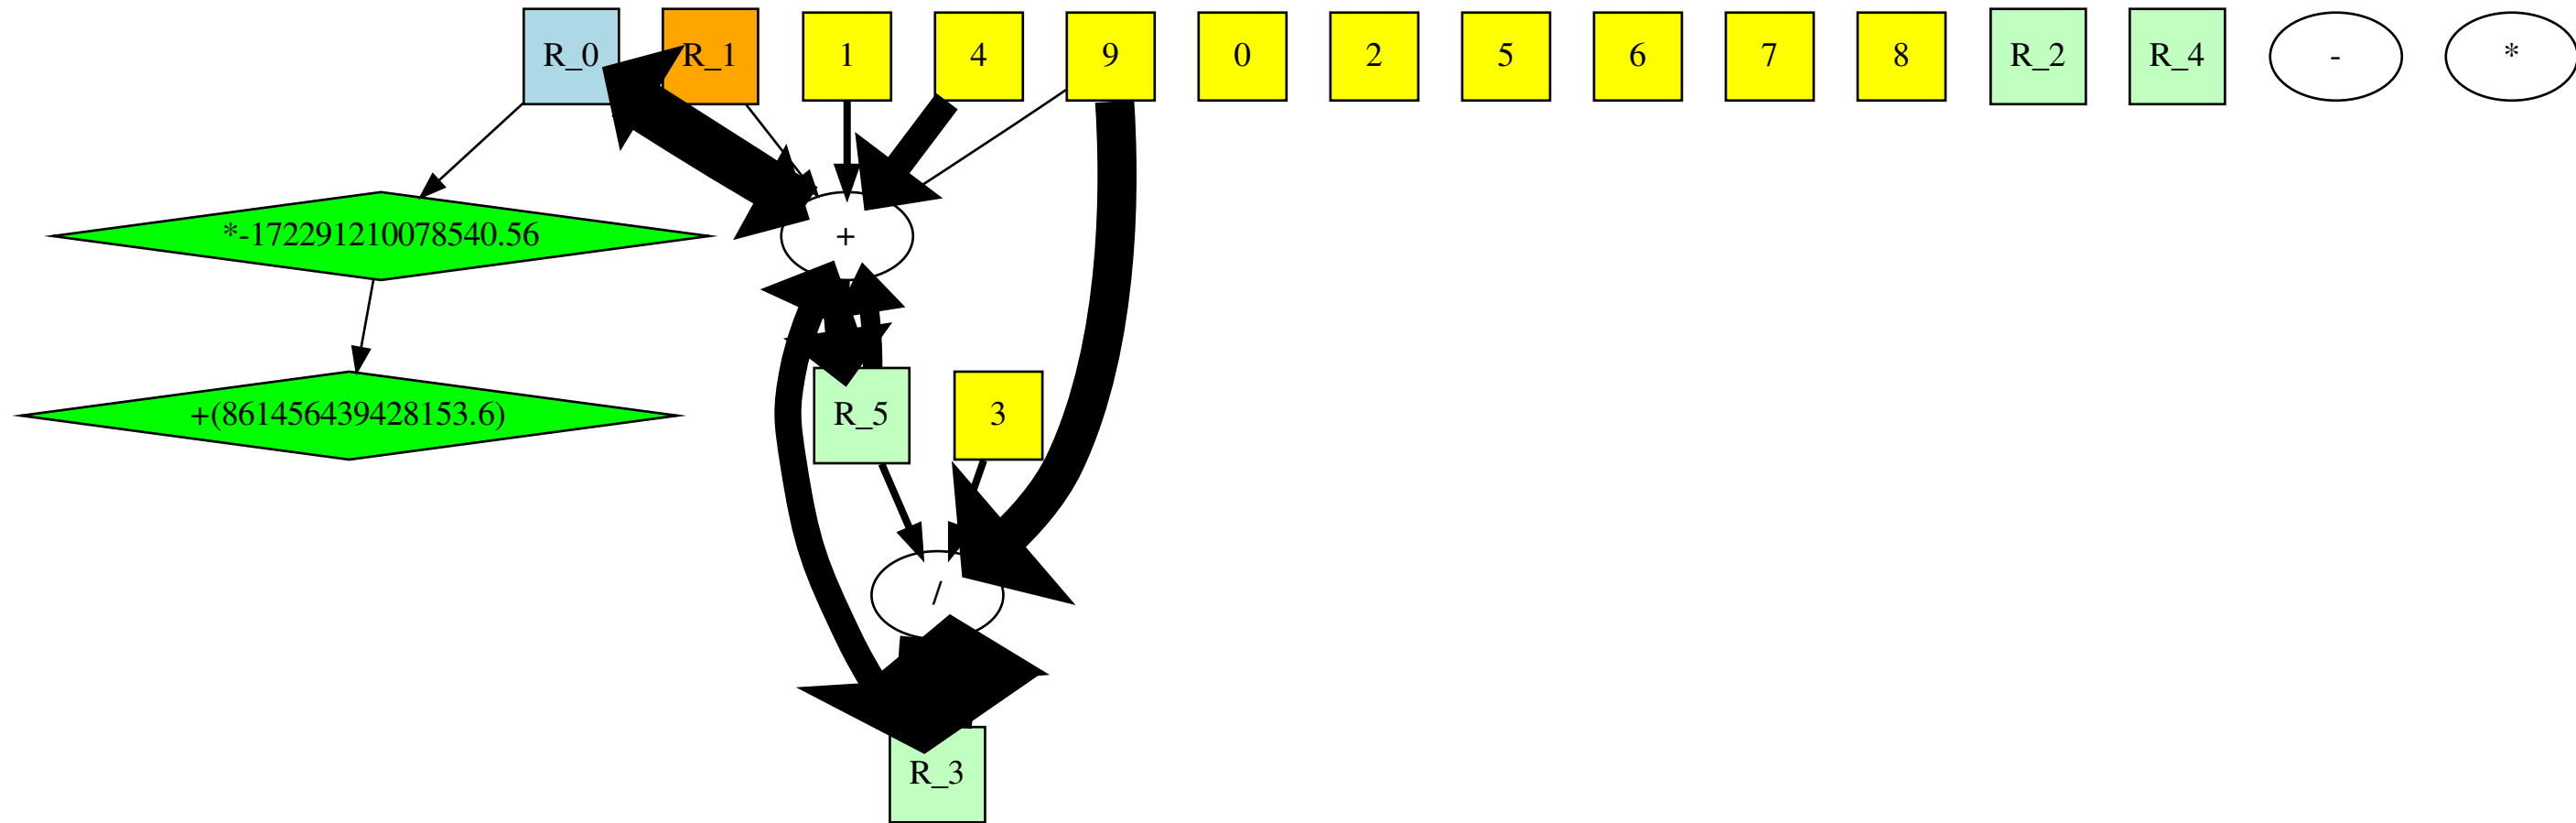 R_0
R_1
1
4
9
0
2
5
6
7
8
R_2
R_4
-
*
*-172291210078540.56
+
+(861456439428153.6)
R_5
3
/
R_3